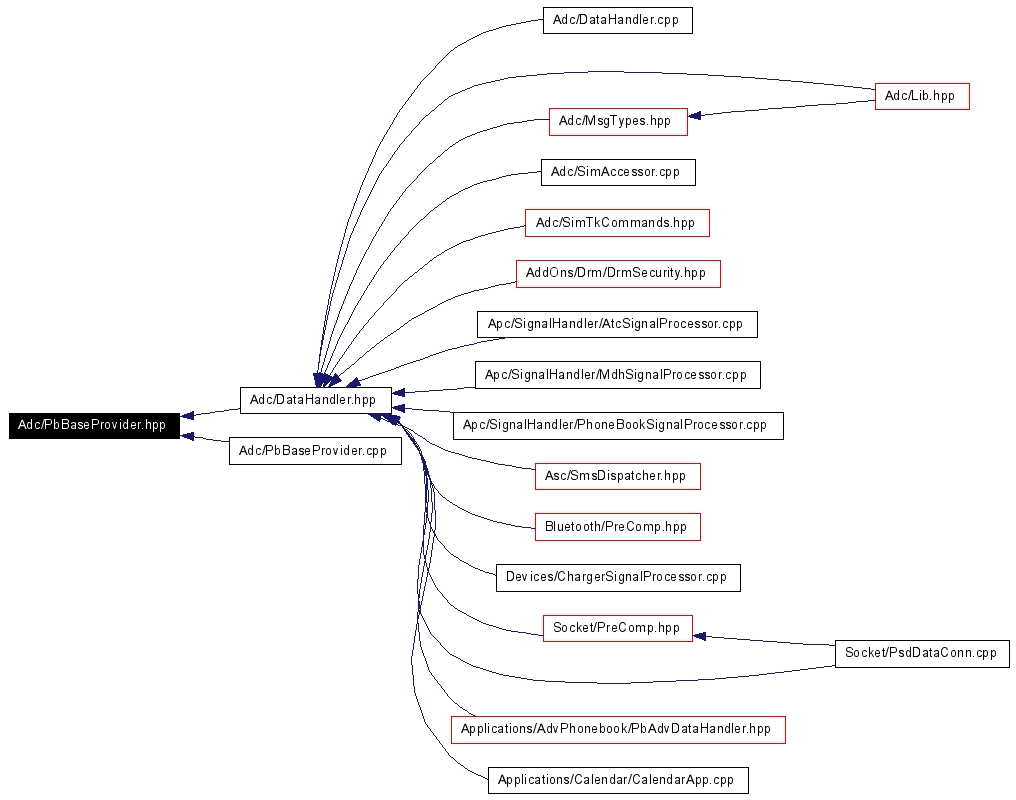 Adc/DataHandler.cpp
Adc/Lib.hpp
Adc/MsgTypes.hpp
Adc/SimAccessor.cpp
Adc/SimTkCommands.hpp
AddOns/Drm/DrmSecurity.hpp
Apc/SignalHandler/AtcSignalProcessor.cpp
Apc/SignalHandler/MdhSignalProcessor.cpp
Adc/DataHandler.hpp
Adc/PbBaseProvider.hpp
Apc/SignalHandler/PhoneBookSignalProcessor.cpp
Adc/PbBaseProvider.cpp
Asc/SmsDispatcher.hpp
Bluetooth/PreComp.hpp
Devices/ChargerSignalProcessor.cpp
Socket/PreComp.hpp
Socket/PsdDataConn.cpp
Applications/AdvPhonebook/PbAdvDataHandler.hpp
Applications/Calendar/CalendarApp.cpp